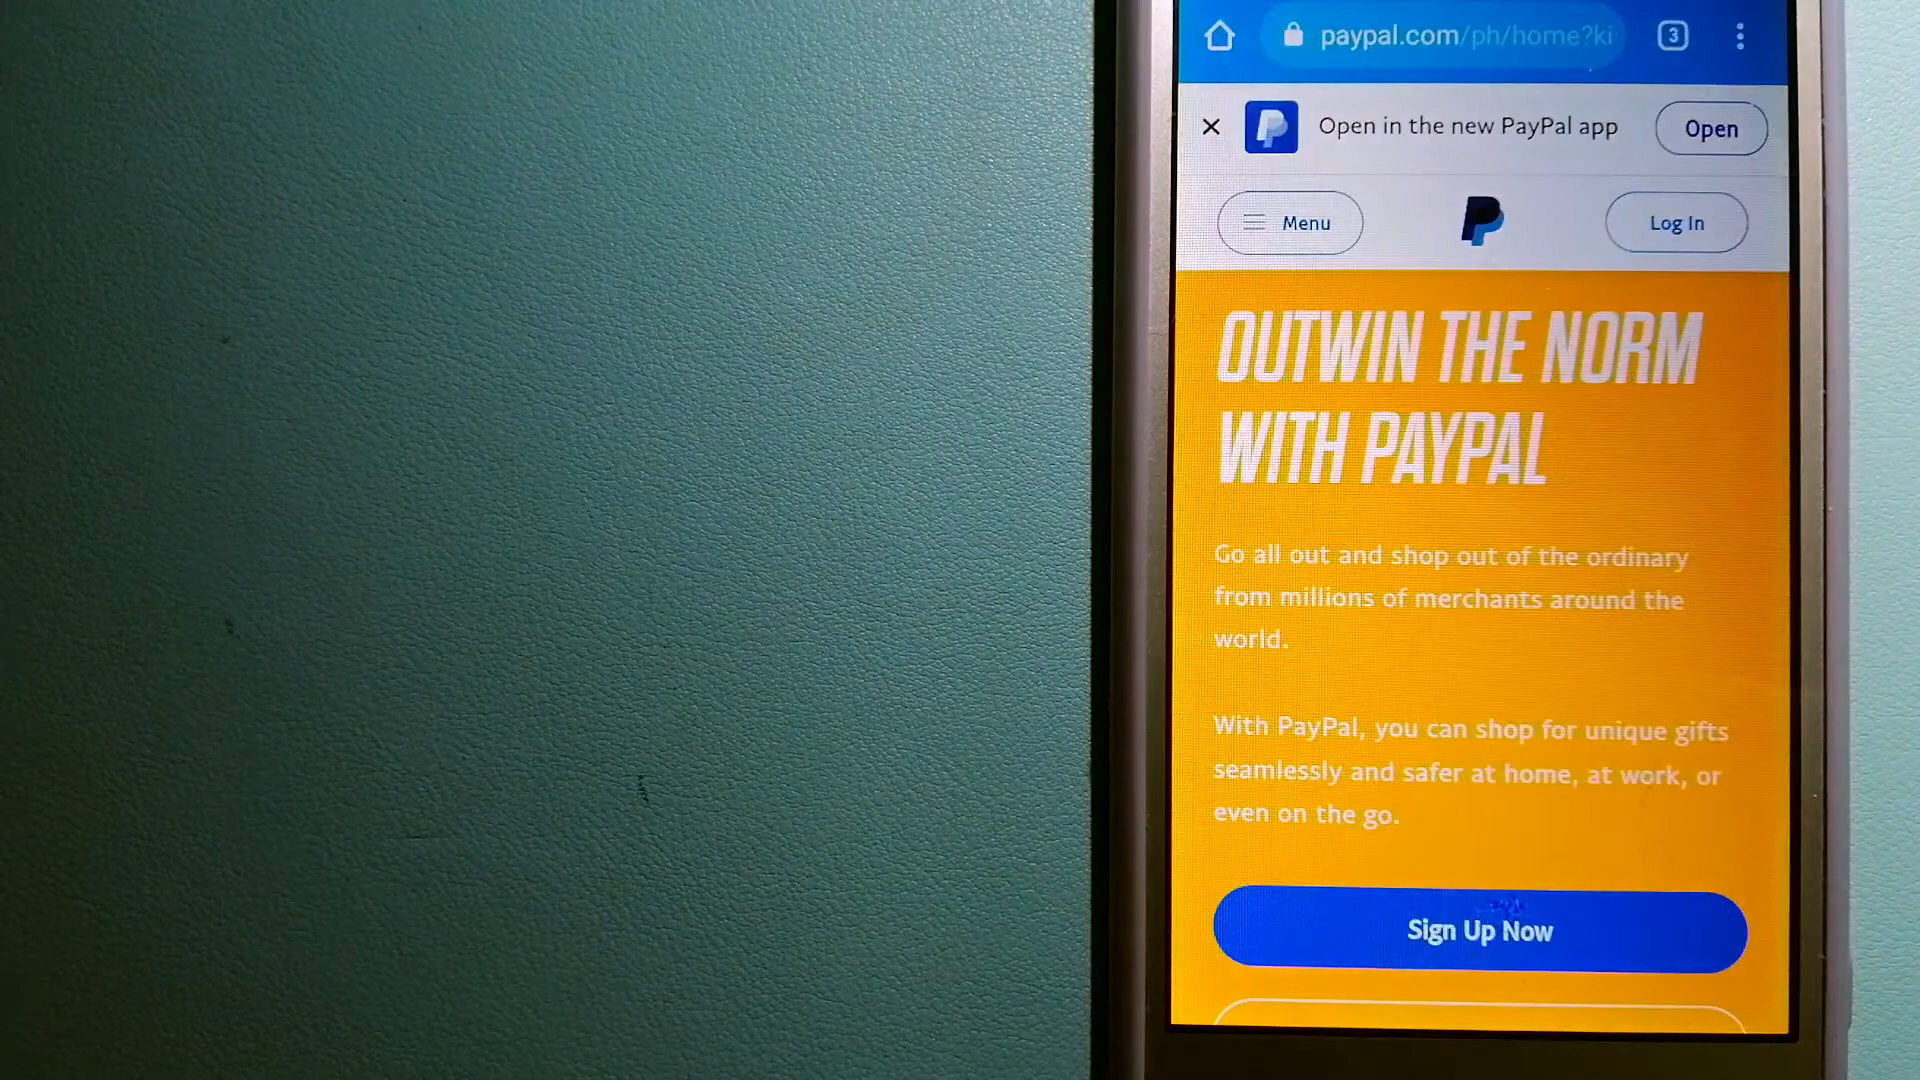 paypal.com/ph/home?ki
3
Open in the new PayPal app
Open
Menu
Log In
OUTWIN THE NORM
WITH PAYPAL
Go all out and shop out of the ordinary
from millions of merchants around the
world.
With PayPal, you can shop for unique gifts
seamlessly and safer at home, at work, or
even on the go.
Sign Up Now